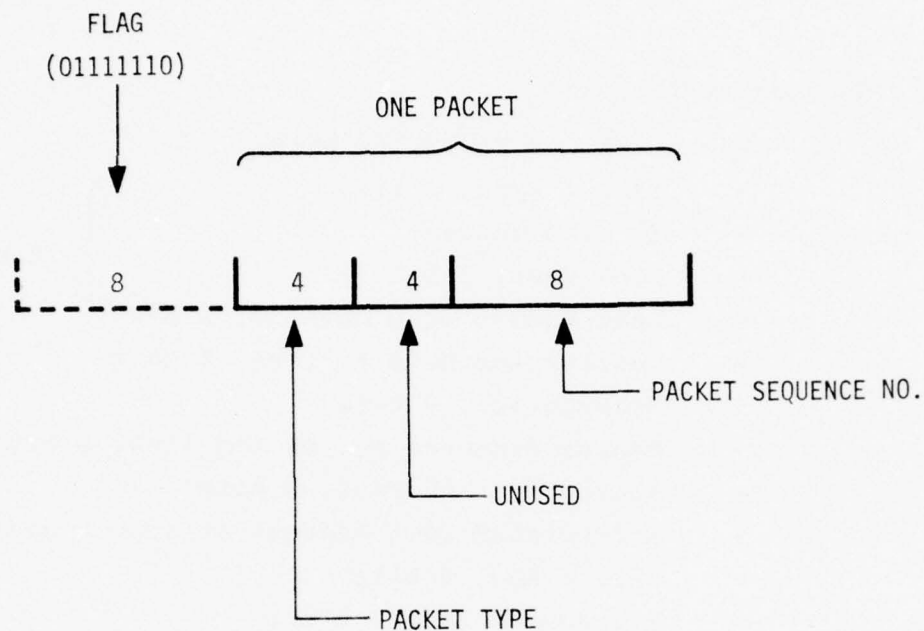 FLAG
(01111110)
ONE PACKET
8 4 4 8
PACKET SEQUENCE NO.
UNUSED
PACKET TYPE